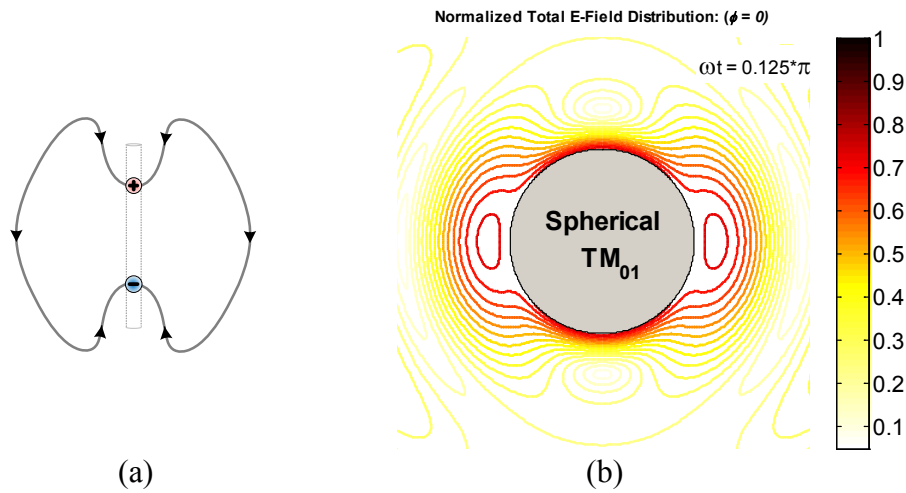 Normalized Total E-Field Distribution: (ϕ = 0)
ωt = 0.125*π
+
−
Spherical
TM01
1
0.9
0.8
0.7
0.6
0.5
0.4
0.3
0.2
0.1
(a)
(b)